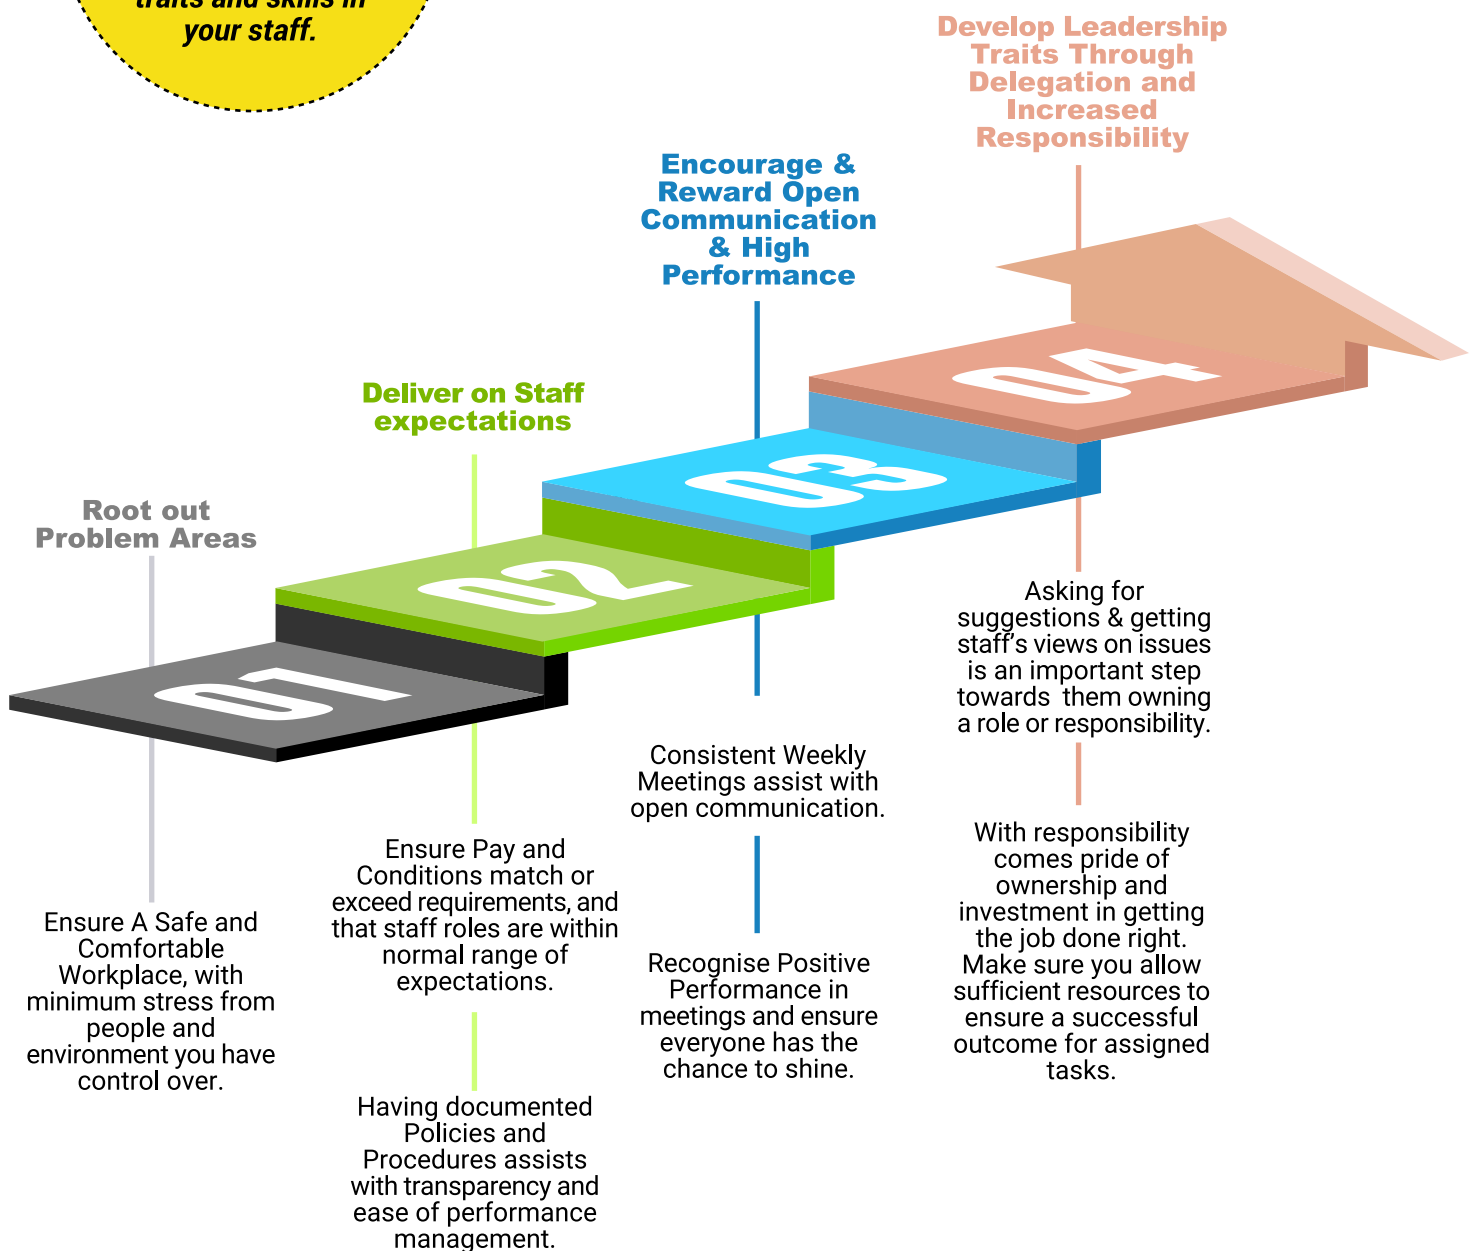 traits and skills in
your staff.
Develop Leadership
Traits Through
Delegation and
Increased
Responsibility
Encourage &
Reward Open
Communication
& High
Performance
Deliver on Staff
expectations
Root out
Problem Areas
01
02
03
04
Ensure A Safe and
Comfortable
Workplace, with
minimum stress from
people and
environment you have
control over.
Ensure Pay and
Conditions match or
exceed requirements, and
that staff roles are within
normal range of
expectations.
Having documented
Policies and
Procedures assists
with transparency and
ease of performance
management.
Consistent Weekly
Meetings assist with
open communication.
Recognise Positive
Performance in
meetings and ensure
everyone has the
chance to shine.
Asking for
suggestions & getting
staff's views on issues
is an important step
towards  them owning
a role or responsibility.
With responsibility
comes pride of
ownership and
investment in getting
the job done right.
Make sure you allow
sufficient resources to
ensure a successful
outcome for assigned
tasks.